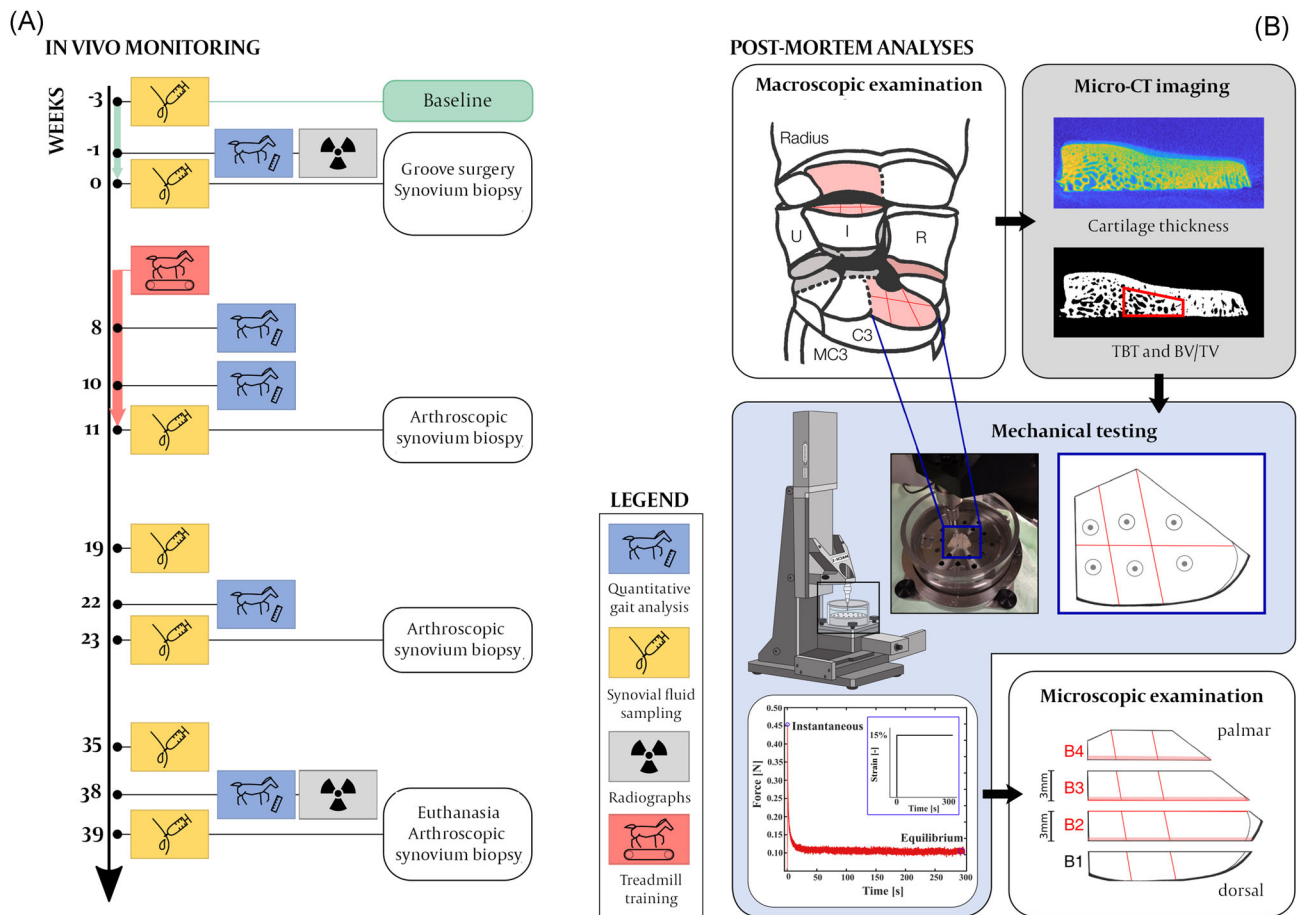 (A)
IN VIVO MONITORING
WEEKS
-3
Baseline
-1
0
Groove surgery
Synovium biopsy
8
10
11
Arthroscopic
synovium biospy
19
22
23
Arthroscopic
synovium biopsy
35
38
39
Euthanasia
Arthroscopic
synovium biopsy
LEGEND
Quantitative
gait analysis
Synovial fluid
sampling
Radiographs
Treadmill
training
(B)
POST-MORTEM ANALYSES
Macroscopic examination
Radius
U
I
R
C3
MC3
Micro-CT imaging
Cartilage thickness
TBT and BV/TV
Mechanical testing
Force [N]
0.50
0.45
0.40
0.35
0.30
0.25
0.20
0.15
0.10
Instantaneous
Equilibrium
0
50
100
150
200
250
300
Time [s]
Strain [-]
15%
0
300
Time [s]
Microscopic examination
palmar
B4
B3
3mm
B2
3mm
B1
dorsal